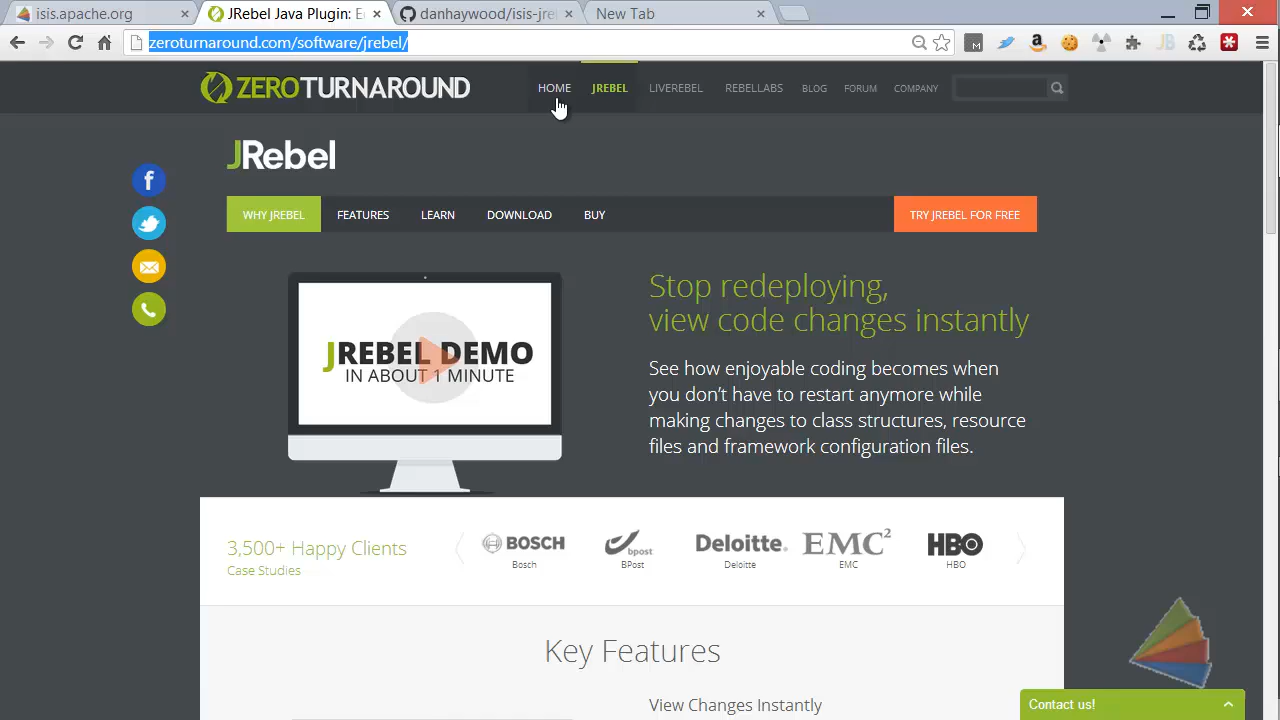 isis.apache.org
JRebel Java Plugin: E
danhaywood/isis-jre
New Tab
zeroturnaround.com/software/jrebel/
ZEROTURNAROUND
HOME
JREBEL
LIVEREBEL
REBELLABS
BLOG
FORUM
COMPANY
JRebel
WHY JREBEL
FEATURES
LEARN
DOWNLOAD
BUY
TRY JREBEL FOR FREE
JREBEL DEMO
IN ABOUT 1 MINUTE
Stop redeploying,
view code changes instantly
See how enjoyable coding becomes when
you don't have to restart anymore while
making changes to class structures, resource
files and framework configuration files.
3,500+ Happy Clients
Case Studies
BOSCH
Bosch
bpost
BPost
Deloitte.
Deloitte
EMC²
EMC
HBO
HBO
Key Features
View Changes Instantly
Contact us!